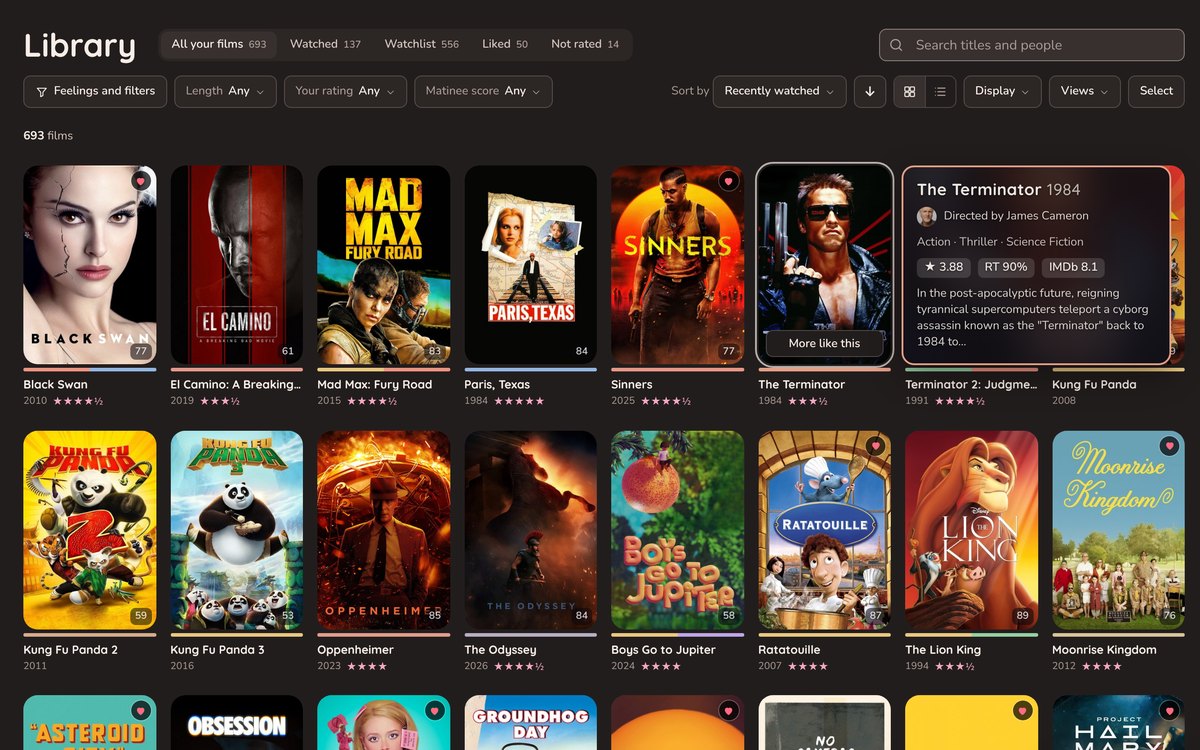 Library
All your films 693
Watched 137
Watchlist 556
Liked 50
Not rated 14
Search titles and people
Feelings and filters
Length Any
Your rating Any
Matinee score Any
Sort by Recently watched
Display
Views
Select
693 films
BLACK SWAN
77
EL CAMINO
A BREAKING BAD MOVIE
61
MAD
MAX
FURY ROAD
83
PARIS, TEXAS
84
SINNERS
77
More like this
The Terminator 1984
Directed by James Cameron
Action · Thriller · Science Fiction
★ 3.88
RT 90%
IMDb 8.1
In the post-apocalyptic future, reigning
tyrannical supercomputers teleport a cyborg
assassin known as the "Terminator" back to
1984 to...
Black Swan
2010 ★★★★½
El Camino: A Breaking...
2019 ★★★½
Mad Max: Fury Road
2015 ★★★★½
Paris, Texas
1984 ★★★★★
Sinners
2025 ★★★★½
The Terminator
1984 ★★★½
Terminator 2: Judgme...
1991 ★★★★½
Kung Fu Panda
2008
KUNG FU
PANDA
2
59
KUNG FU
PANDA
3
53
OPPENHEIMER
85
THE ODYSSEY
84
BOYS
GO TO
JUPITER
58
RATATOUILLE
87
Disney
THE
LION
KING
89
Moonrise
Kingdom
76
Kung Fu Panda 2
2011
Kung Fu Panda 3
2016
Oppenheimer
2023 ★★★★
The Odyssey
2026 ★★★★½
Boys Go to Jupiter
2024 ★★★★
Ratatouille
2007 ★★★★
The Lion King
1994 ★★★½
Moonrise Kingdom
2012 ★★★★
"ASTEROID
OBSESSION
GROUNDHOG
DAY
NO
PROJECT
HAIL